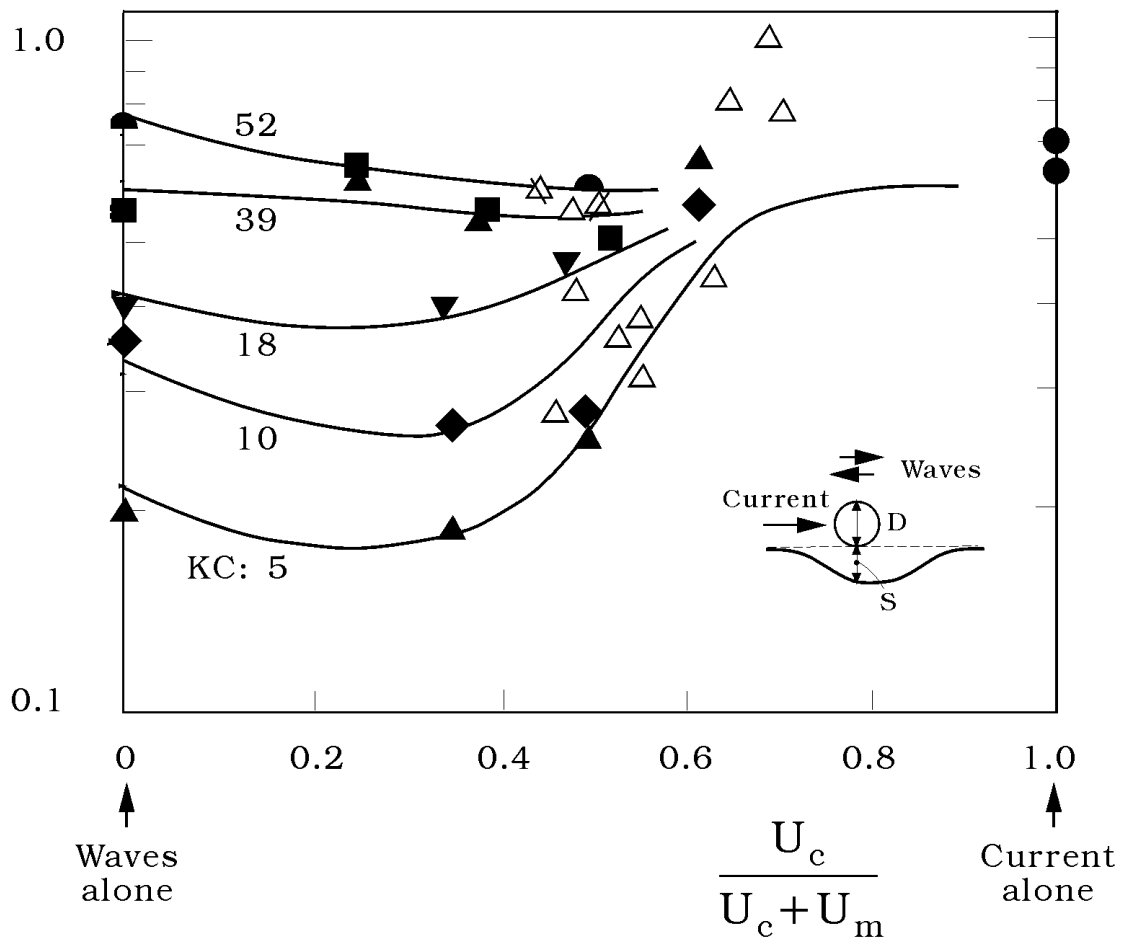 1.0
52
39
18
10
KC: 5
Waves
Current
D
S
0.1
0 0.2 0.4 0.6 0.8 1.0
Waves
alone
U_c
U_c+U_m
Current
alone